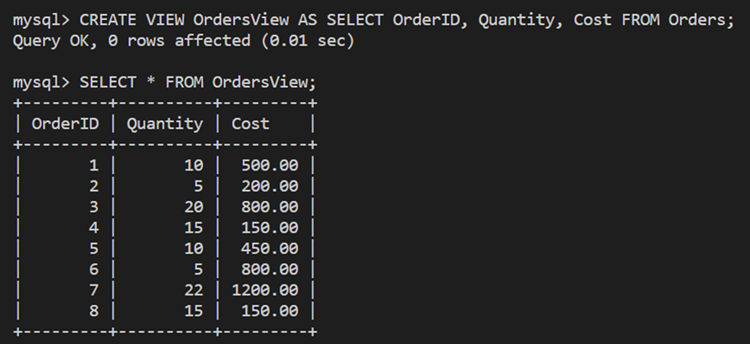 mysql> CREATE VIEW OrdersView AS SELECT OrderID, Quantity, Cost FROM Orders;
Query OK, 0 rows affected (0.01 sec)
mysql> SELECT * FROM OrdersView;
+---------+----------+---------+
| OrderID | Quantity | Cost    |
+---------+----------+---------+
|       1 |       10 |  500.00 |
|       2 |        5 |  200.00 |
|       3 |       20 |  800.00 |
|       4 |       15 |  150.00 |
|       5 |       10 |  450.00 |
|       6 |        5 |  800.00 |
|       7 |       22 | 1200.00 |
|       8 |       15 |  150.00 |
+---------+----------+---------+